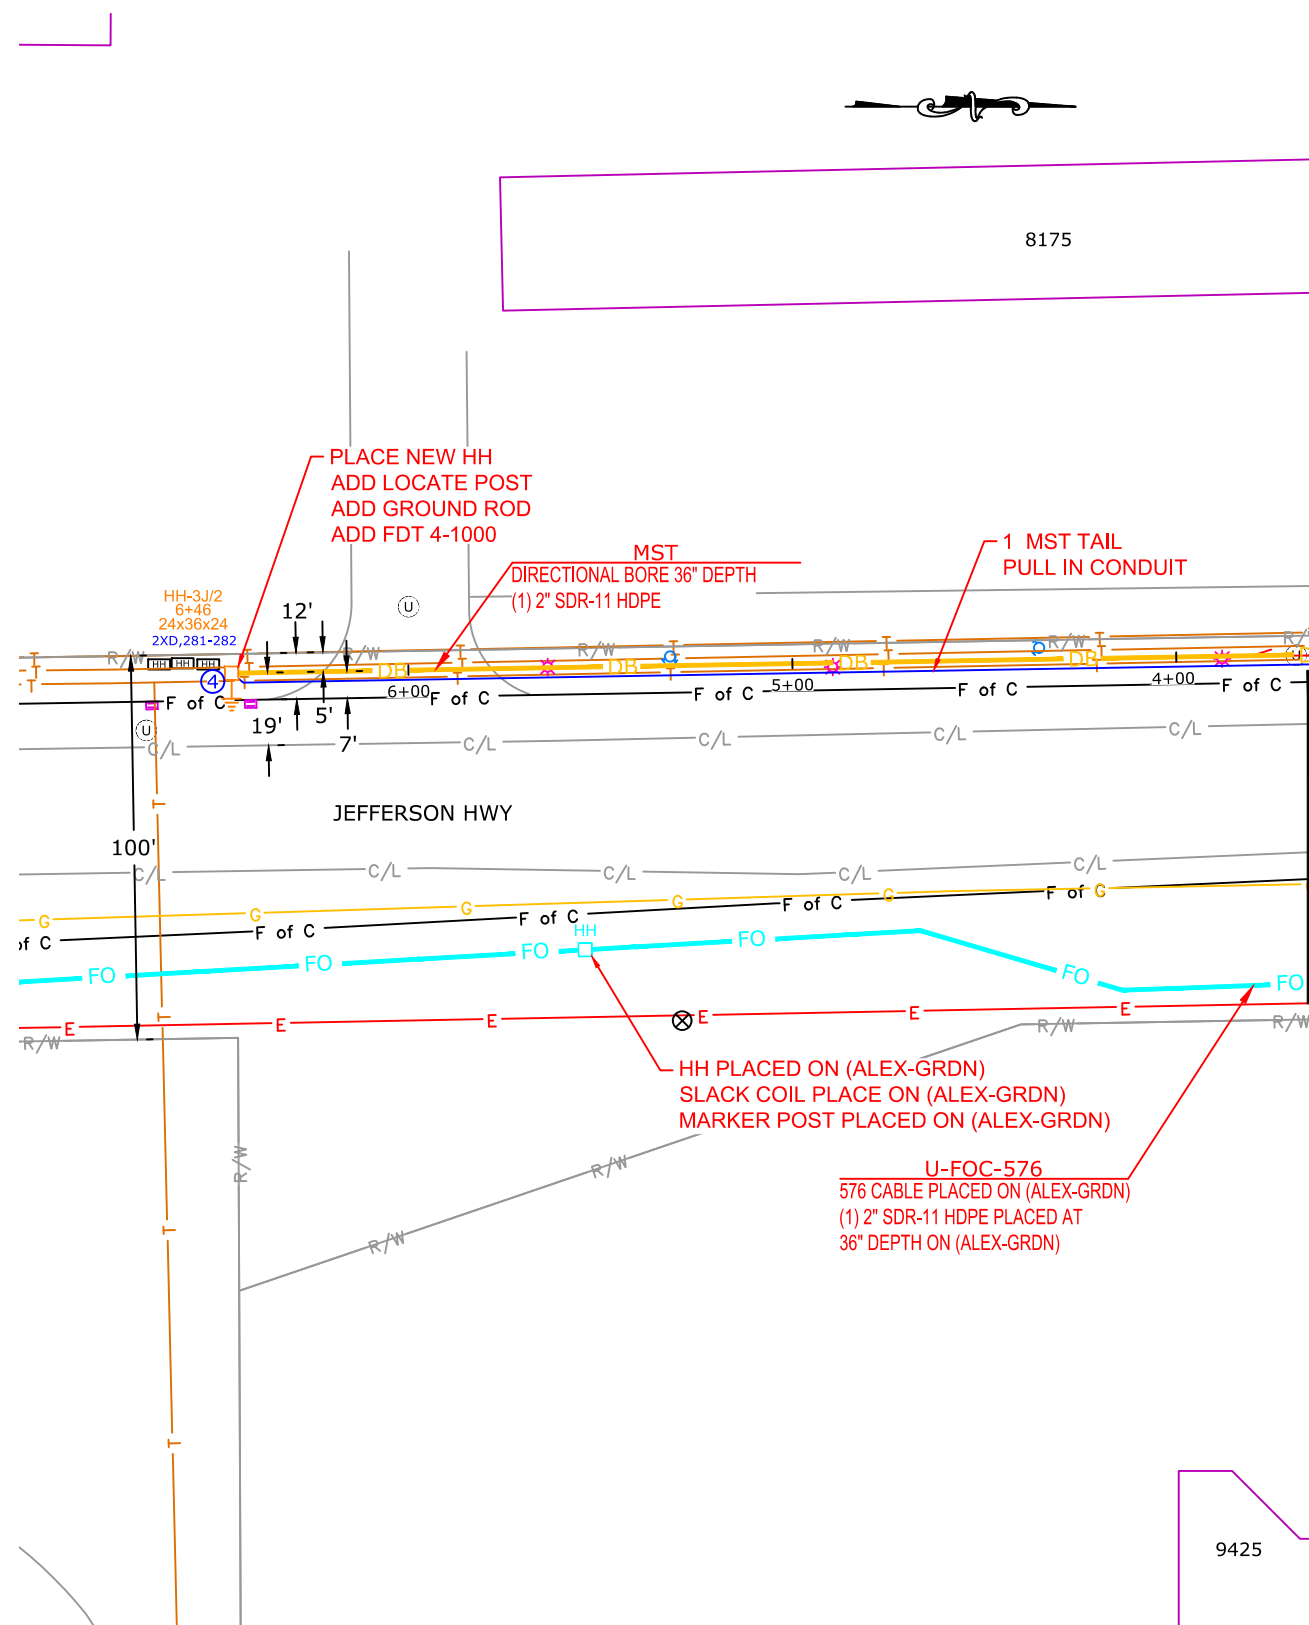 8175
PLACE NEW HH
ADD LOCATE POST
ADD GROUND ROD
ADD FDT 4-1000
MST
DIRECTIONAL BORE 36" DEPTH
(1) 2" SDR-11 HDPE
1 MST TAIL
PULL IN CONDUIT
HH-3J/2
6+46
24x36x24
2XD,281-282
12'
U
R/W R/W R/W R/W R/W R/W
T T T T T T
HH HH HH
DB DB DB DB
U
T T T T T T
4
6+00 5+00 4+00
F of C F of C F of C F of C F of C
19' 5' 7'
U
C/L C/L C/L C/L C/L
T
JEFFERSON HWY
100'
C/L C/L C/L C/L C/L
G G G G G G
of C F of C F of C F of C F of
HH
FO FO FO FO FO FO
T
E E E E E E
R/W R/W R/W
HH PLACED ON (ALEX-GRDN)
SLACK COIL PLACE ON (ALEX-GRDN)
MARKER POST PLACED ON (ALEX-GRDN)
R/W R/W
U-FOC-576
576 CABLE PLACED ON (ALEX-GRDN)
(1) 2" SDR-11 HDPE PLACED AT
36" DEPTH ON (ALEX-GRDN)
T
R/W
T
9425